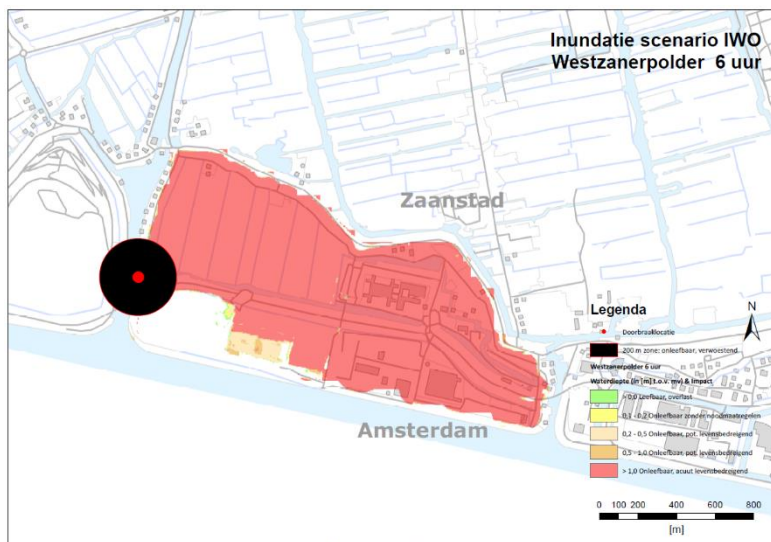 Inundatie scenario IWO
Westzanerpolder 6 uur
Zaanstad
Amsterdam
Legenda
N
Doorbraaklocatie
200 m zone: onleefbaar, verwoestend
Westzanerpolder 6 uur
Waterdiepte (in [m] t.o.v. mv) & Impact
> 0,0 Leefbaar, overlast
0,1 - 0,2 Onleefbaar zonder noodmaatregelen
0,2 - 0,5 Onleefbaar, pot. levensbedreigend
0,5 - 1,0 Onleefbaar, pot. levensbedreigend
> 1,0 Onleefbaar, acuut levensbedreigend
0 100 200 400 600 800
[m]